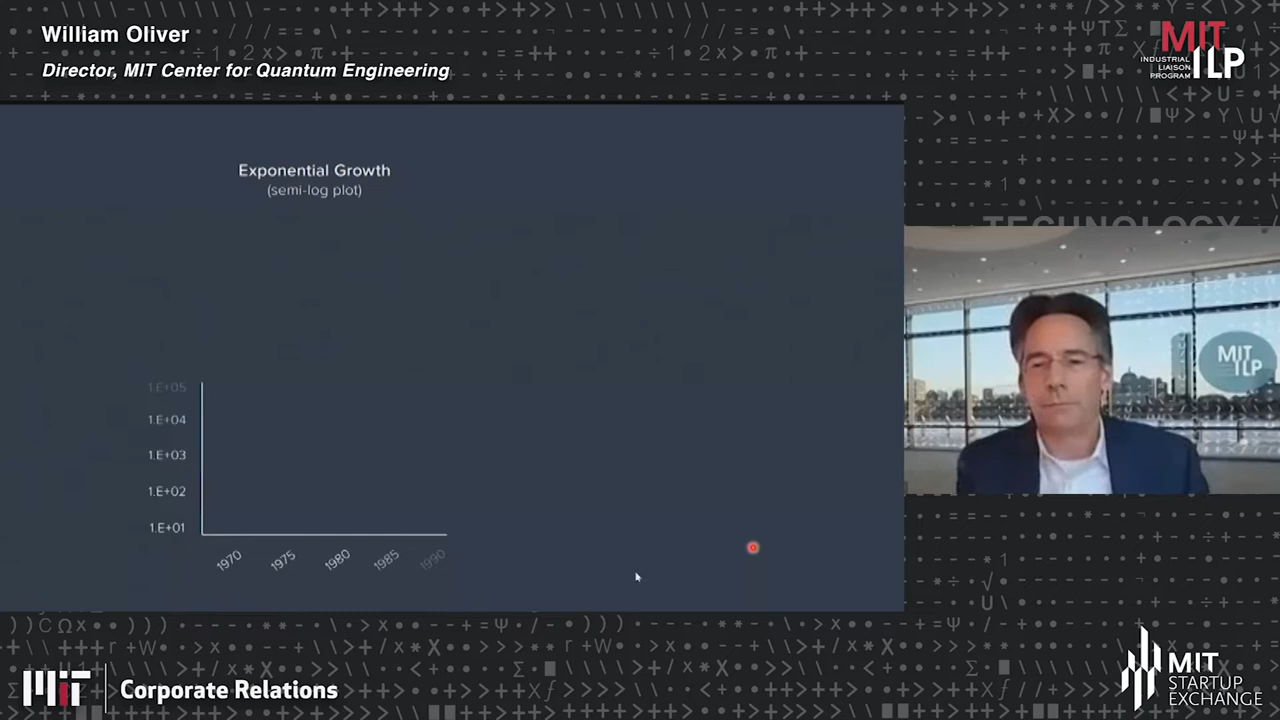 William Oliver
Director, MIT Center for Quantum Engineering
MIT
INDUSTRIAL
LIAISON
PROGRAM
ILP
TECHNOLOGY
Exponential Growth
(semi-log plot)
1.E+05
1.E+04
1.E+03
1.E+02
1.E+01
1970
1975
1980
1985
1990
MIT
ILP
MIT
Corporate Relations
MIT
STARTUP
EXCHANGE